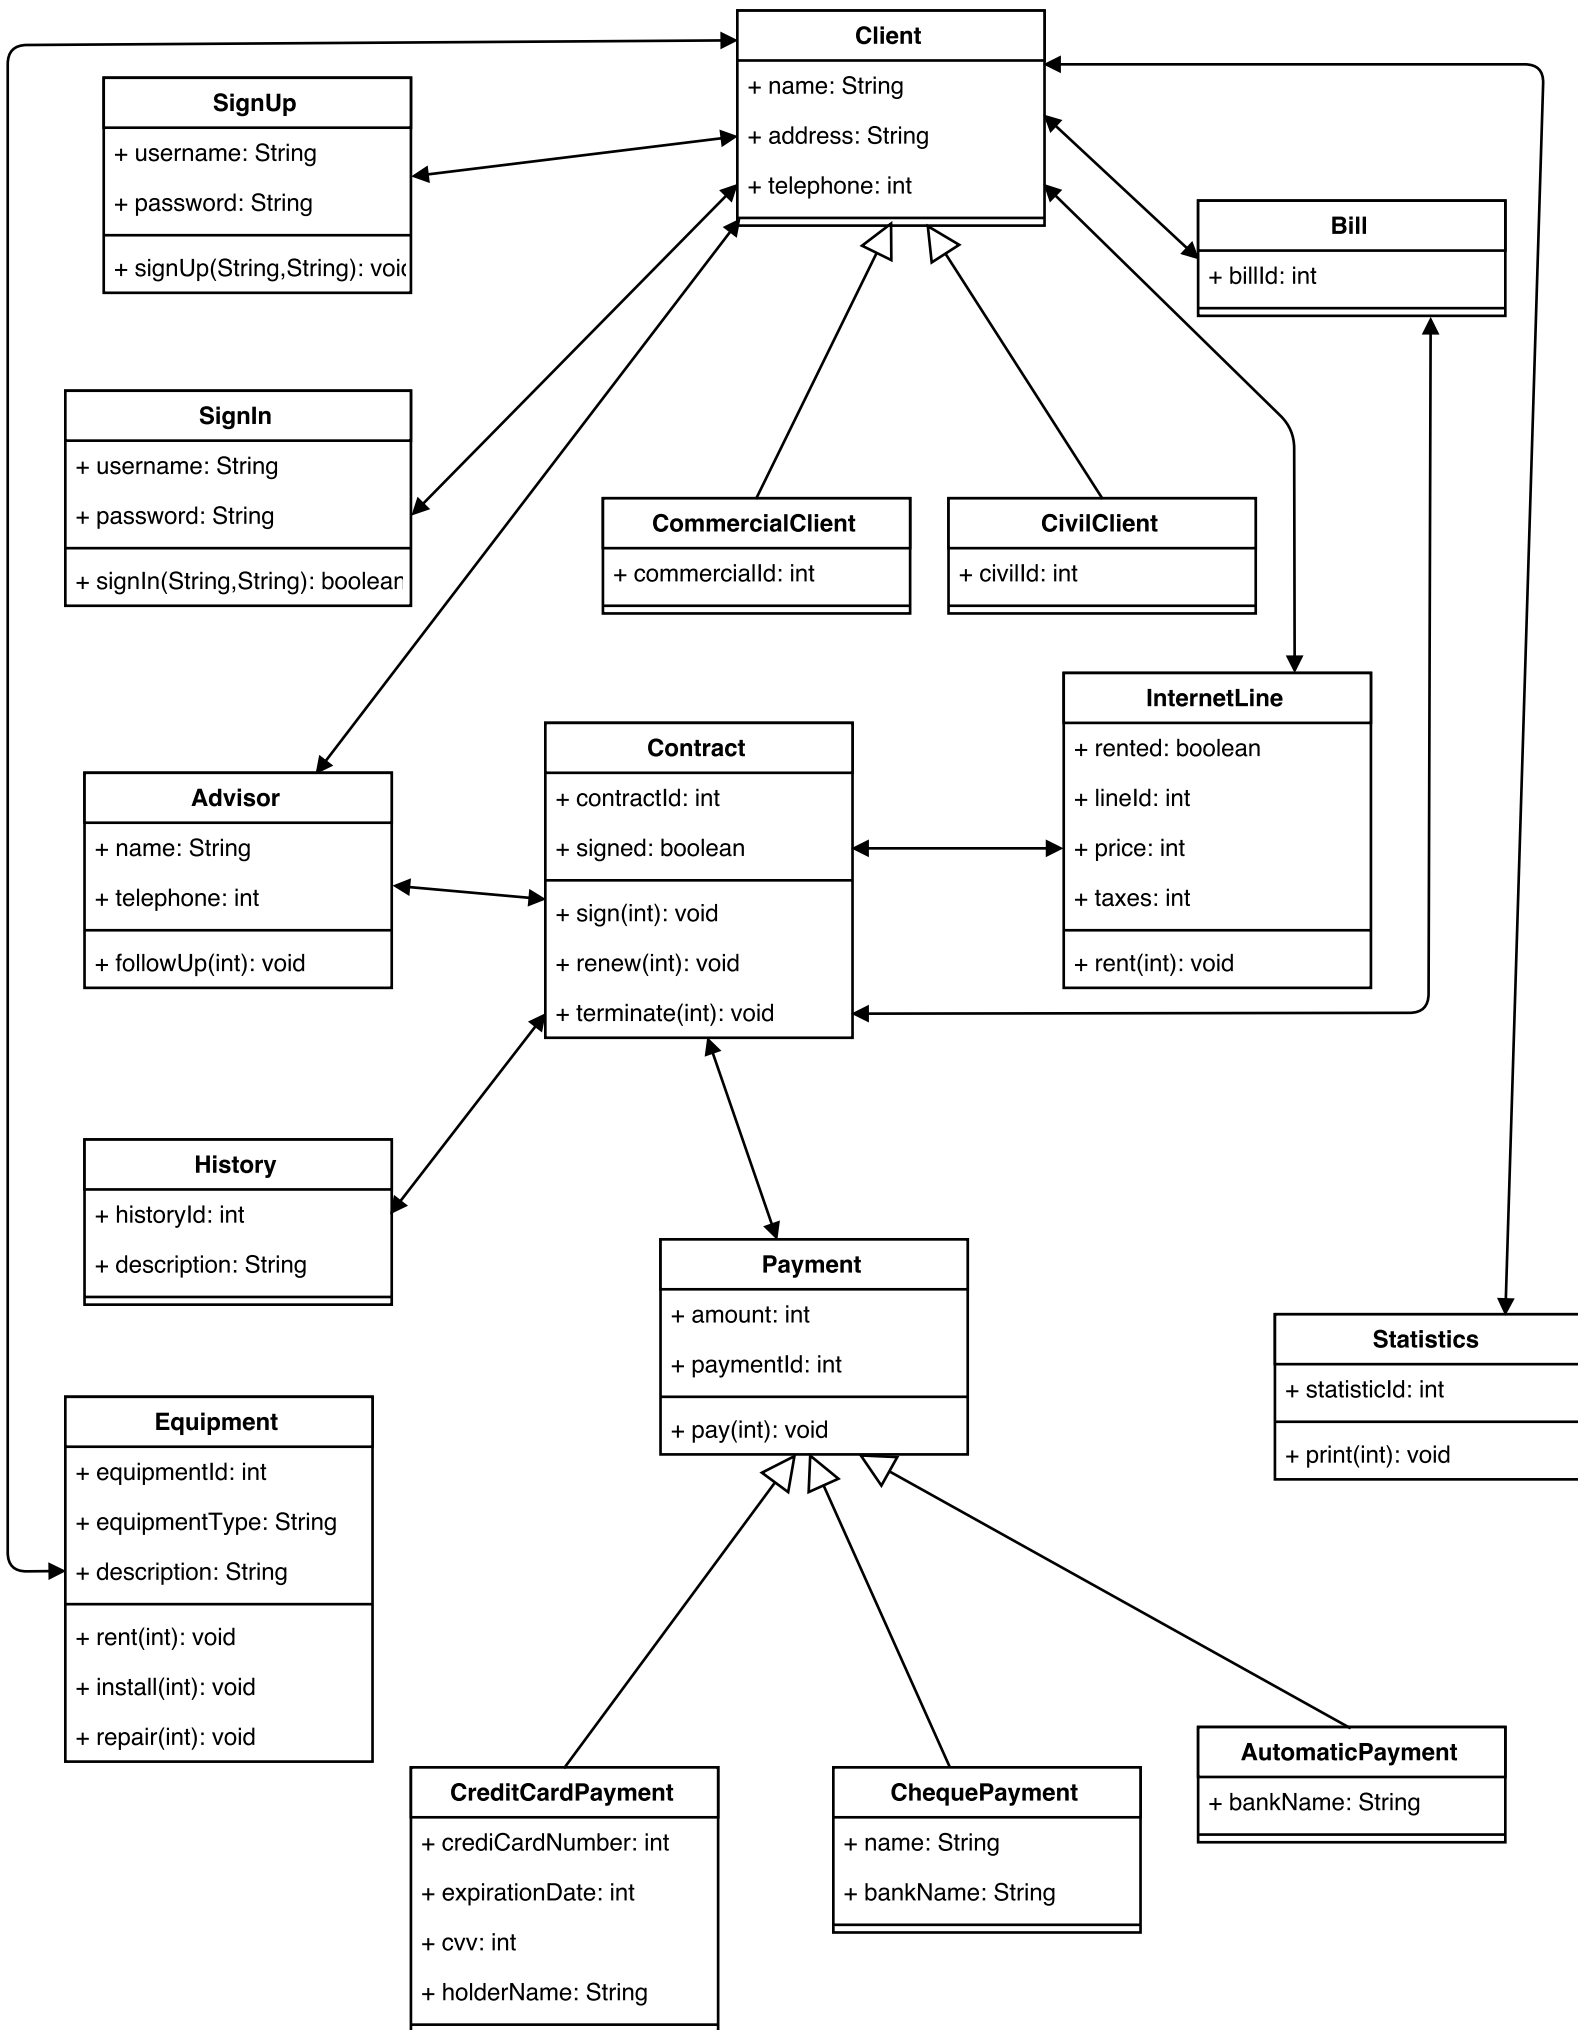 Client
+ name: String
+ address: String
+ telephone: int
SignUp
+ username: String
+ password: String
+ signUp(String,String): void
Bill
+ billId: int
SignIn
+ username: String
+ password: String
+ signIn(String,String): boolean
CommercialClient
+ commercialId: int
CivilClient
+ civilId: int
InternetLine
+ rented: boolean
+ lineId: int
+ price: int
+ taxes: int
+ rent(int): void
Contract
+ contractId: int
+ signed: boolean
+ sign(int): void
+ renew(int): void
+ terminate(int): void
Advisor
+ name: String
+ telephone: int
+ followUp(int): void
History
+ historyId: int
+ description: String
Payment
+ amount: int
+ paymentId: int
+ pay(int): void
Statistics
+ statisticId: int
+ print(int): void
Equipment
+ equipmentId: int
+ equipmentType: String
+ description: String
+ rent(int): void
+ install(int): void
+ repair(int): void
CreditCardPayment
+ crediCardNumber: int
+ expirationDate: int
+ cvv: int
+ holderName: String
ChequePayment
+ name: String
+ bankName: String
AutomaticPayment
+ bankName: String